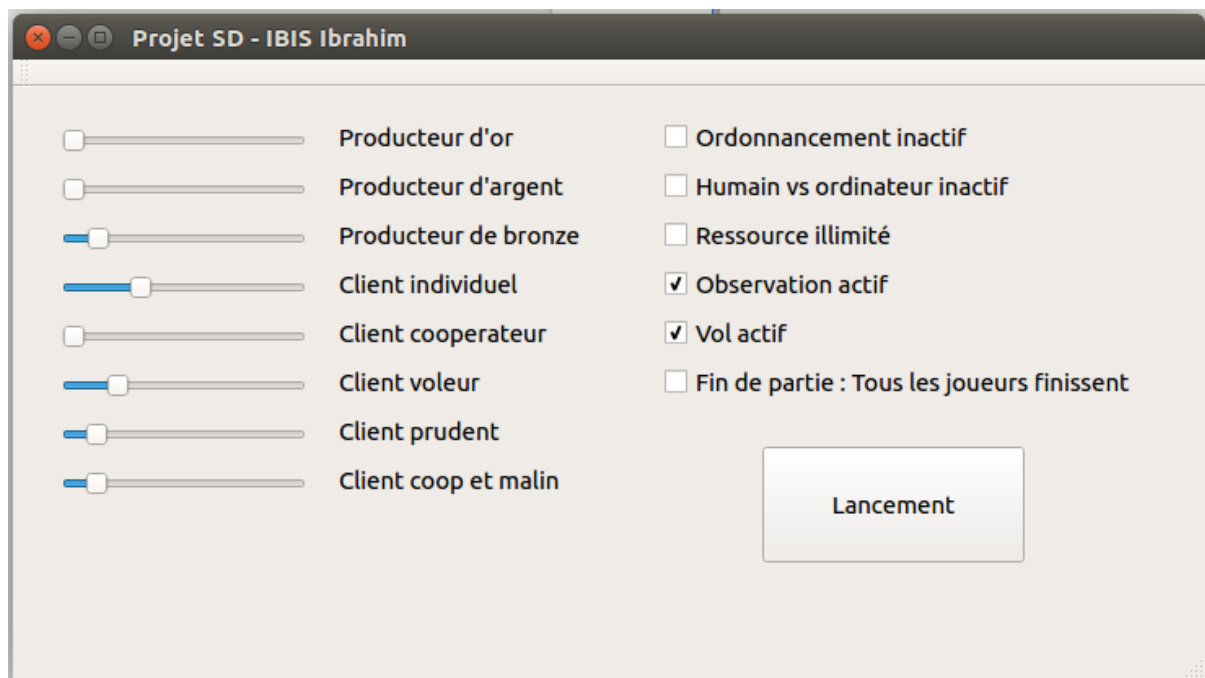 Projet SD - IBIS Ibrahim
Producteur d'or
Producteur d'argent
Producteur de bronze
Client individuel
Client cooperateur
Client voleur
Client prudent
Client coop et malin
Ordonnancement inactif
Humain vs ordinateur inactif
Ressource illimité
Observation actif
Vol actif
Fin de partie : Tous les joueurs finissent
Lancement